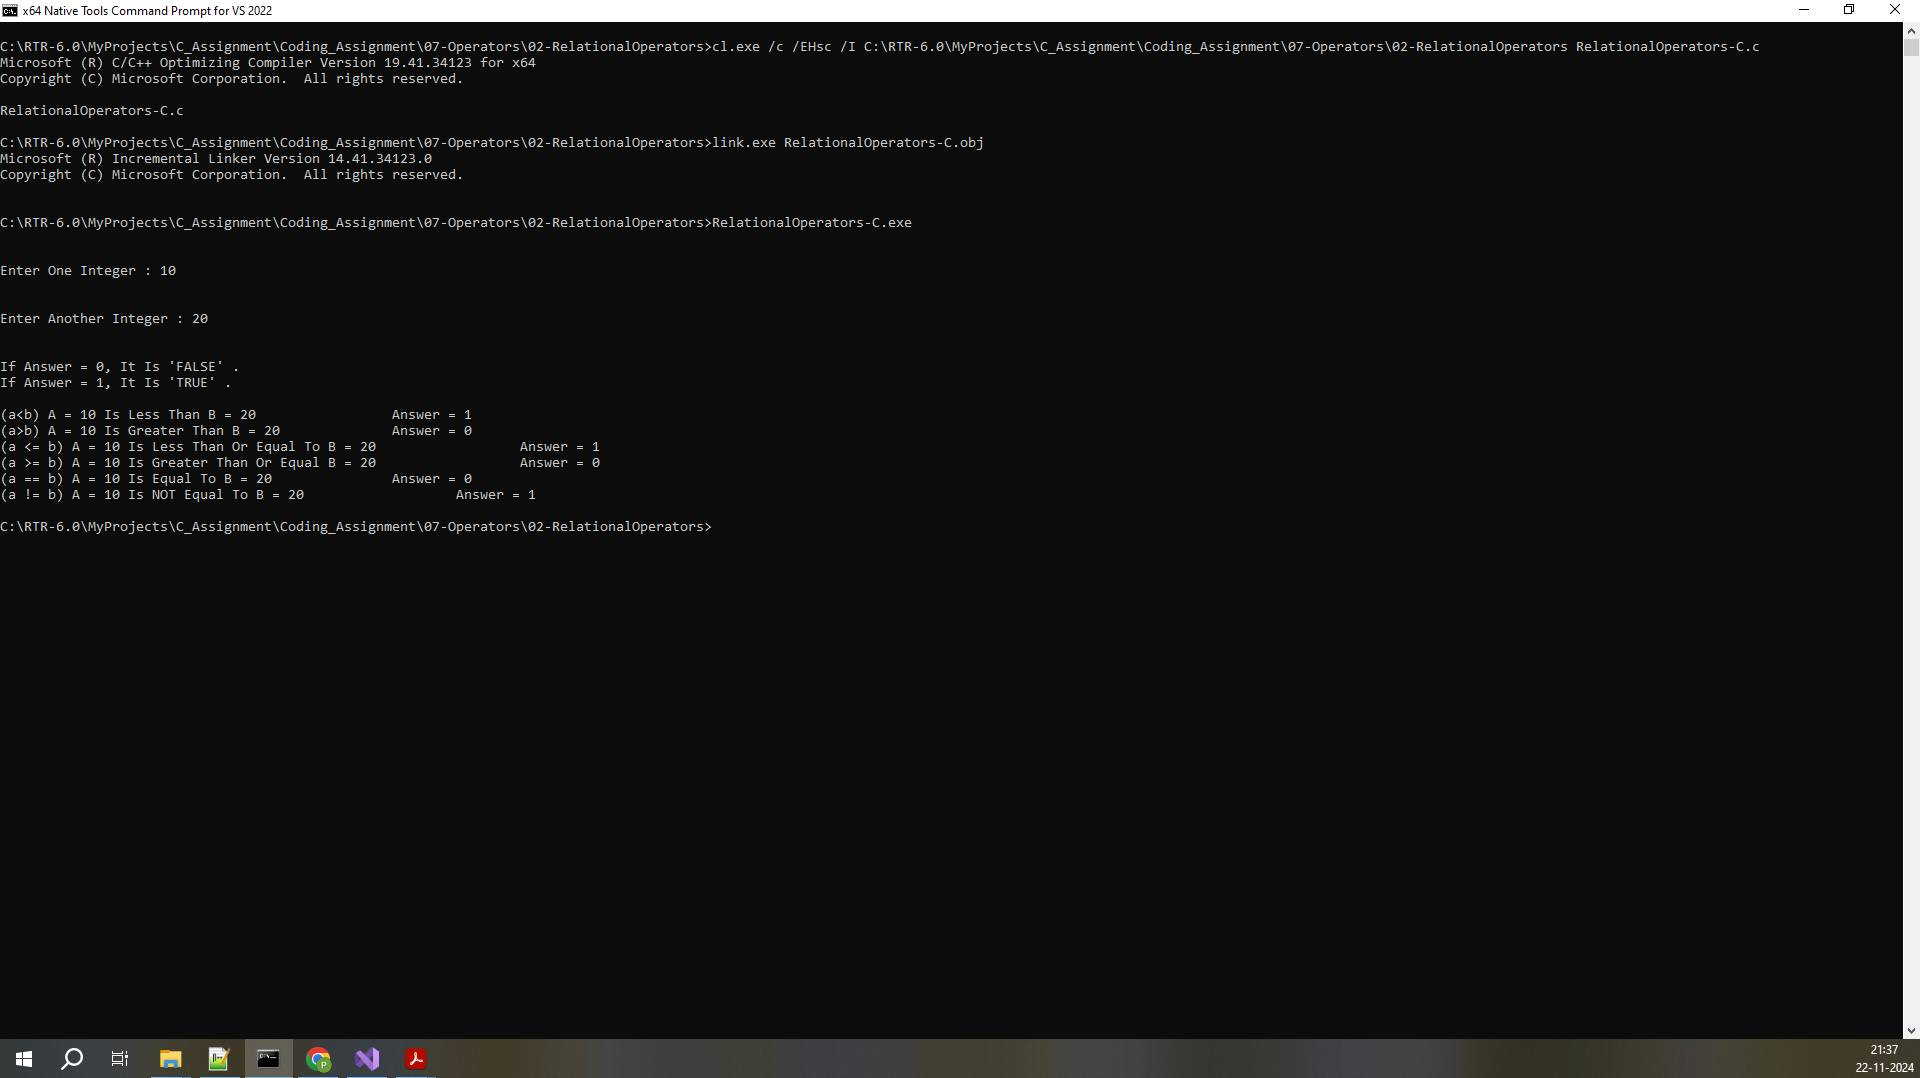 x64 Native Tools Command Prompt for VS 2022
C:\RTR-6.0\MyProjects\C_Assignment\Coding_Assignment\07-Operators\02-RelationalOperators>cl.exe /c /EHsc /I C:\RTR-6.0\MyProjects\C_Assignment\Coding_Assignment\07-Operators\02-RelationalOperators RelationalOperators-C.c
Microsoft (R) C/C++ Optimizing Compiler Version 19.41.34123 for x64
Copyright (C) Microsoft Corporation.  All rights reserved.
RelationalOperators-C.c
C:\RTR-6.0\MyProjects\C_Assignment\Coding_Assignment\07-Operators\02-RelationalOperators>link.exe RelationalOperators-C.obj
Microsoft (R) Incremental Linker Version 14.41.34123.0
Copyright (C) Microsoft Corporation.  All rights reserved.
C:\RTR-6.0\MyProjects\C_Assignment\Coding_Assignment\07-Operators\02-RelationalOperators>RelationalOperators-C.exe
Enter One Integer : 10
Enter Another Integer : 20
If Answer = 0, It Is 'FALSE' .
If Answer = 1, It Is 'TRUE' .
(a<b) A = 10 Is Less Than B = 20                 Answer = 1
(a>b) A = 10 Is Greater Than B = 20              Answer = 0
(a <= b) A = 10 Is Less Than Or Equal To B = 20                  Answer = 1
(a >= b) A = 10 Is Greater Than Or Equal B = 20                  Answer = 0
(a == b) A = 10 Is Equal To B = 20               Answer = 0
(a != b) A = 10 Is NOT Equal To B = 20                   Answer = 1
C:\RTR-6.0\MyProjects\C_Assignment\Coding_Assignment\07-Operators\02-RelationalOperators>
21:37
22-11-2024